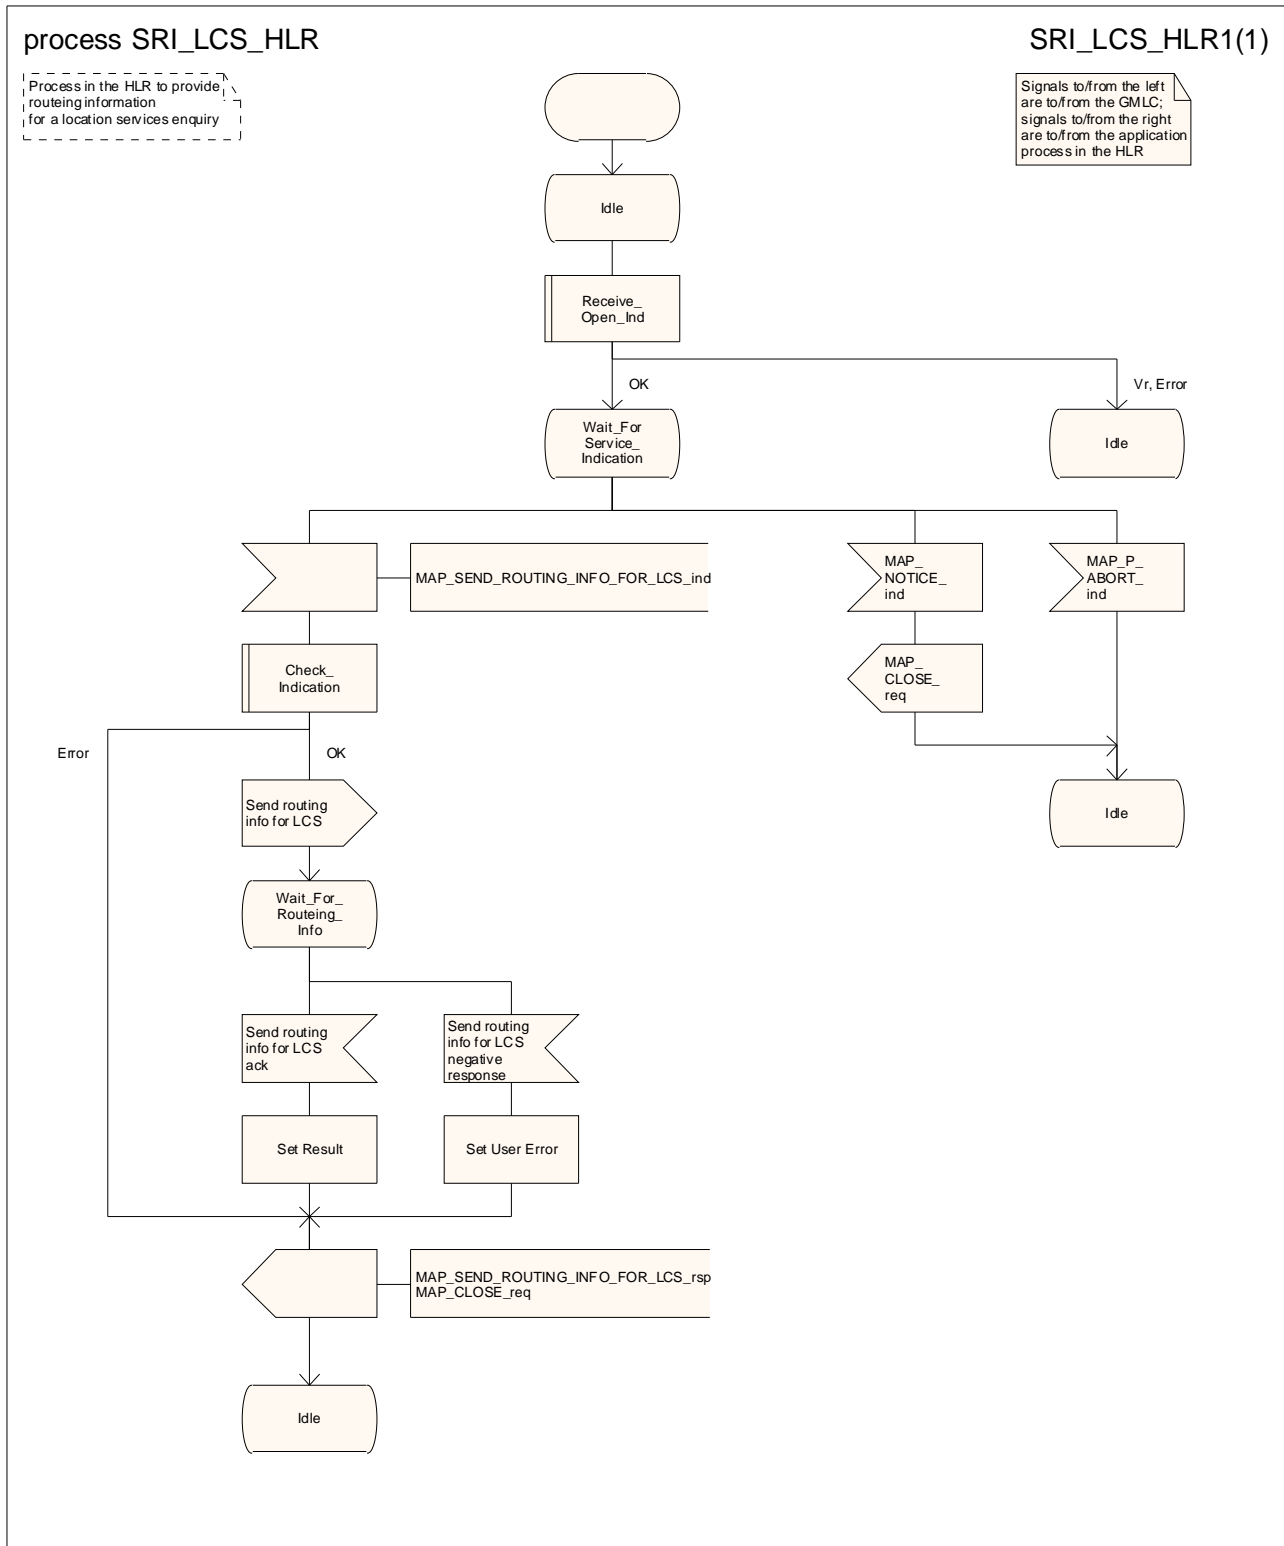 process SRI_LCS_HLR
SRI_LCS_HLR1(1)
Process in the HLR to provide
routeing information
for a location services enquiry
Signals to/from the left
are to/from the GMLC;
signals to/from the right
are to/from the application
process in the HLR
Idle
Receive_
Open_Ind
OK
Vr, Error
Wait_For
Service_
Indication
Idle
MAP_SEND_ROUTING_INFO_FOR_LCS_ind
MAP_
NOTICE_
ind
MAP_P_
ABORT_
ind
Check_
Indication
MAP_
CLOSE_
req
Error
OK
Send routing
info for LCS
Idle
Wait_For_
Routeing_
Info
Send routing
info for LCS
ack
Send routing
info for LCS
negative
response
Set Result
Set User Error
MAP_SEND_ROUTING_INFO_FOR_LCS_rsp
MAP_CLOSE_req
Idle